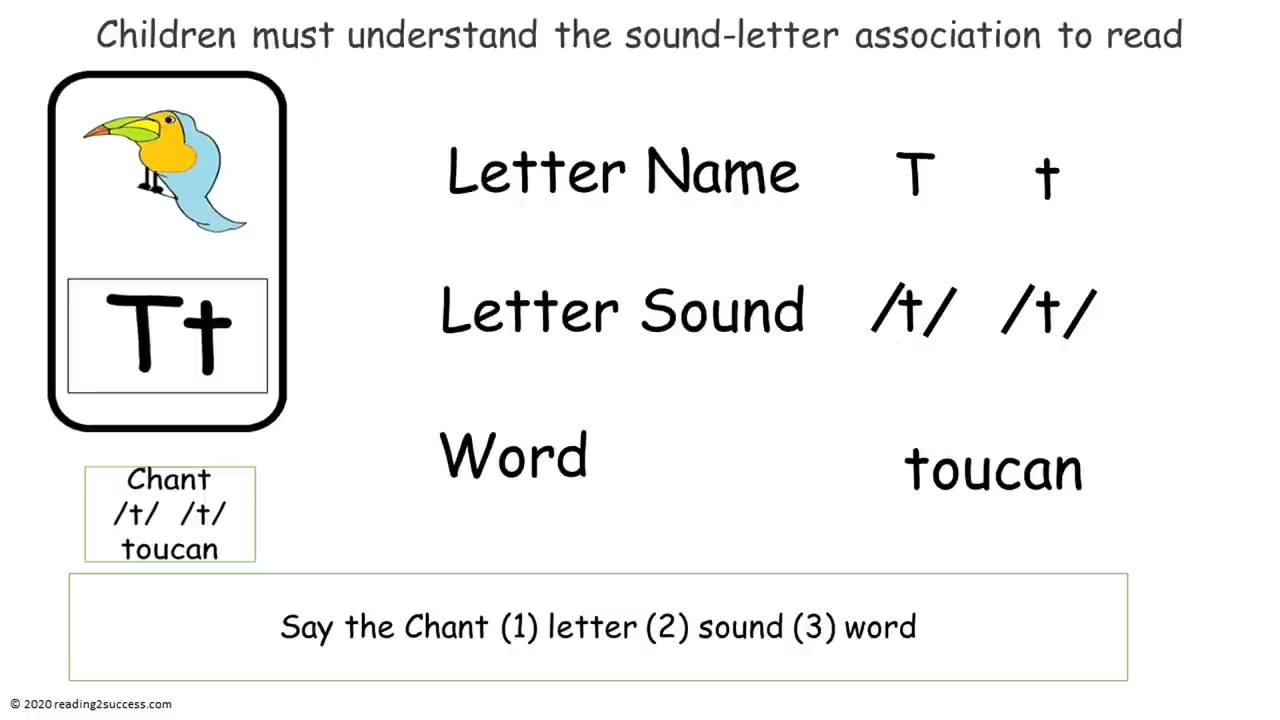 Children must understand the sound-letter association to read
Tt
Chant
/t/ /t/
toucan
Letter Name T t
Letter Sound /t/ /t/
Word toucan
Say the Chant (1) letter (2) sound (3) word
© 2020 reading2success.com